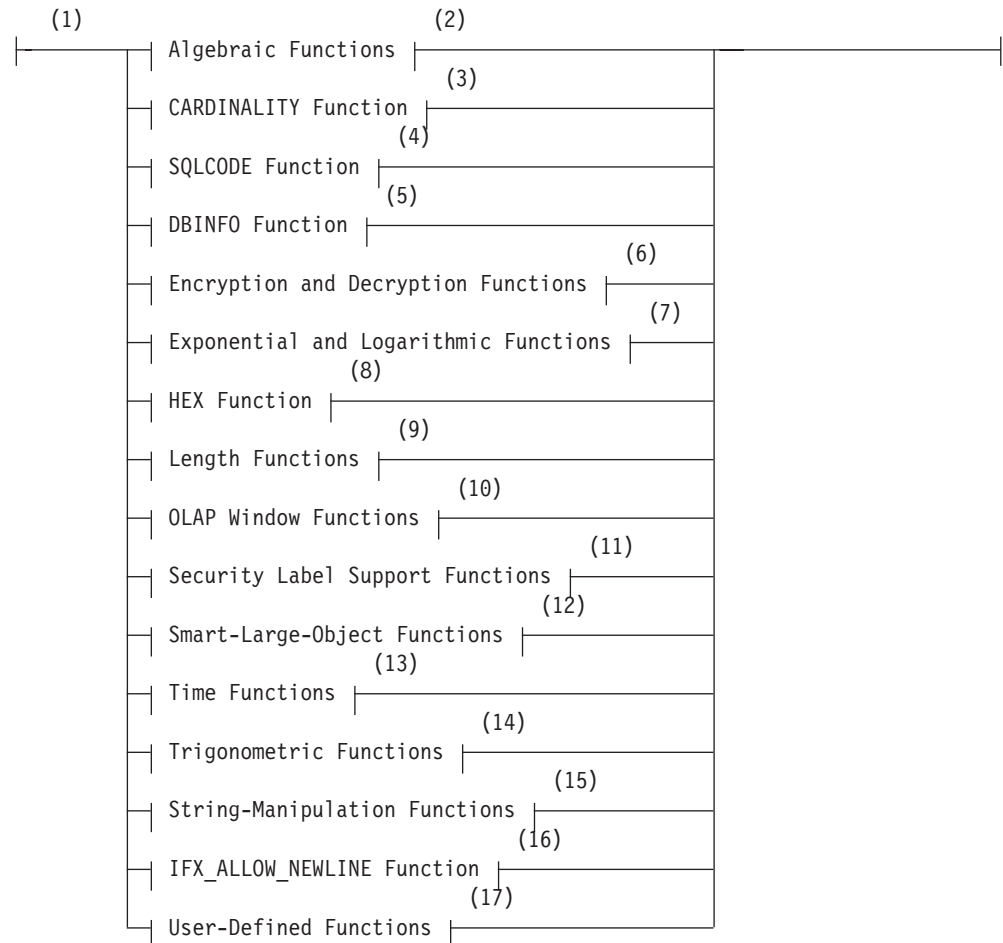 (1) (2)
Algebraic Functions
(3)
CARDINALITY Function
(4)
SQLCODE Function
(5)
DBINFO Function
(6)
Encryption and Decryption Functions
(7)
Exponential and Logarithmic Functions
(8)
HEX Function
(9)
Length Functions
(10)
OLAP Window Functions
(11)
Security Label Support Functions
(12)
Smart-Large-Object Functions
(13)
Time Functions
(14)
Trigonometric Functions
(15)
String-Manipulation Functions
(16)
IFX_ALLOW_NEWLINE Function
(17)
User-Defined Functions